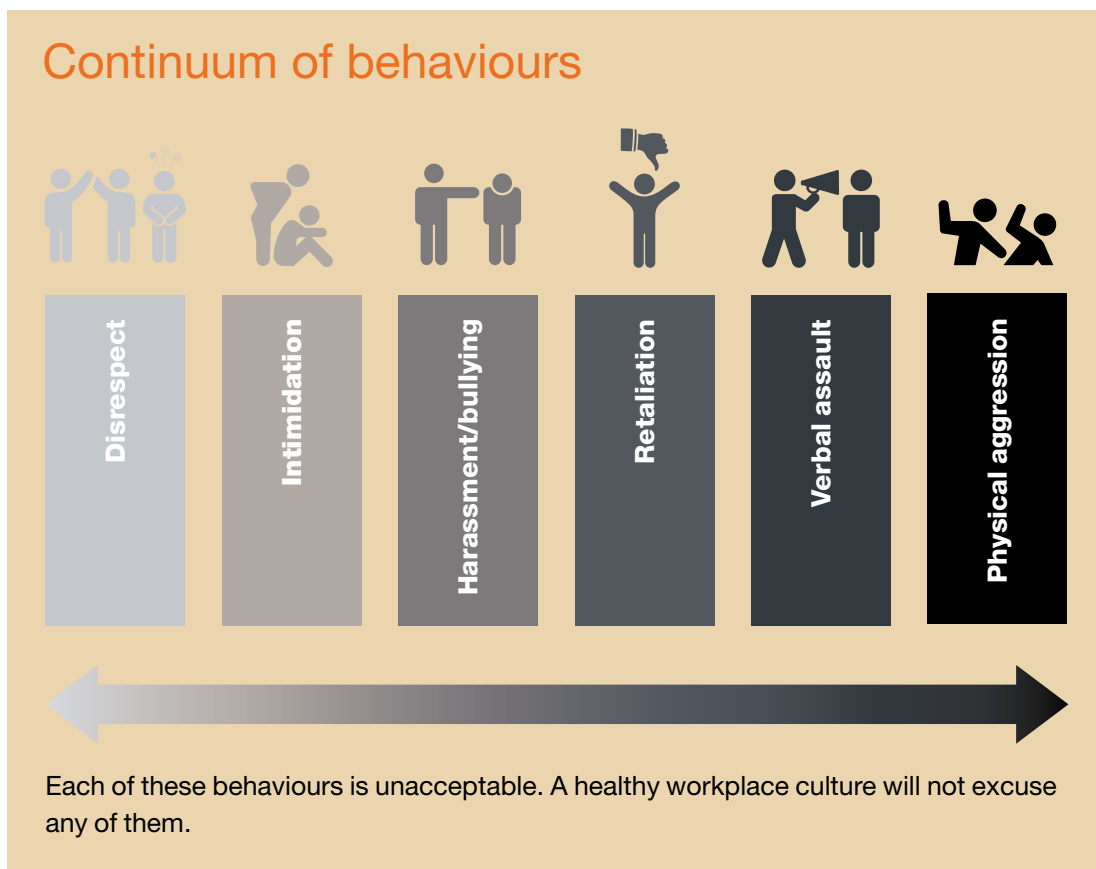 Continuum of behaviours
Disrespect
Intimidation
Harassment/bullying
Retaliation
Verbal assault
Physical aggression
Each of these behaviours is unacceptable. A healthy workplace culture will not excuse
any of them.